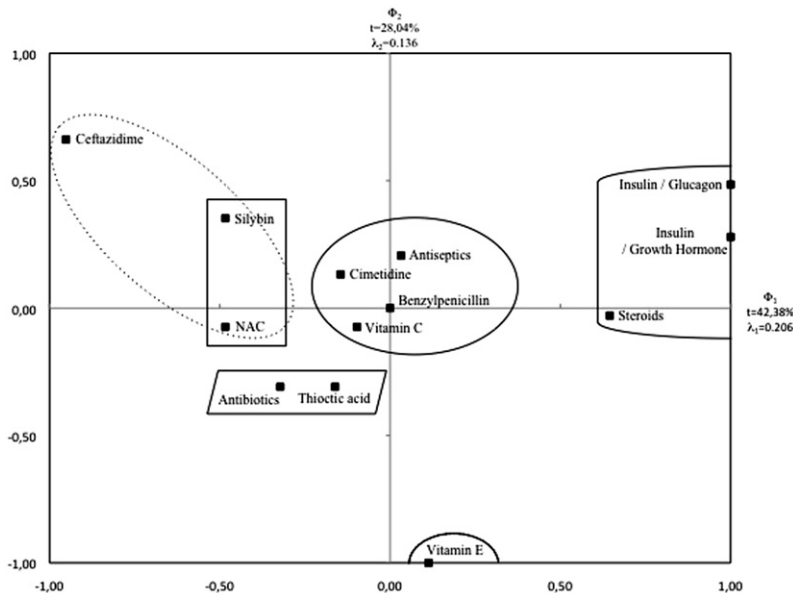 Φ₂
t=28,04%
λ₂=0.136
1,00
Ceftazidime
0,50
Insulin / Glucagon
Silybin
Insulin
/ Growth Hormone
Antiseptics
Cimetidine
Φ₁
t=42,38%
λ₁=0.206
0,00
Benzylpenicillin
Steroids
NAC
Vitamin C
Antibiotics
Thioctic acid
-0,50
Vitamin E
-1,00
-1,00
-0,50
0,00
0,50
1,00